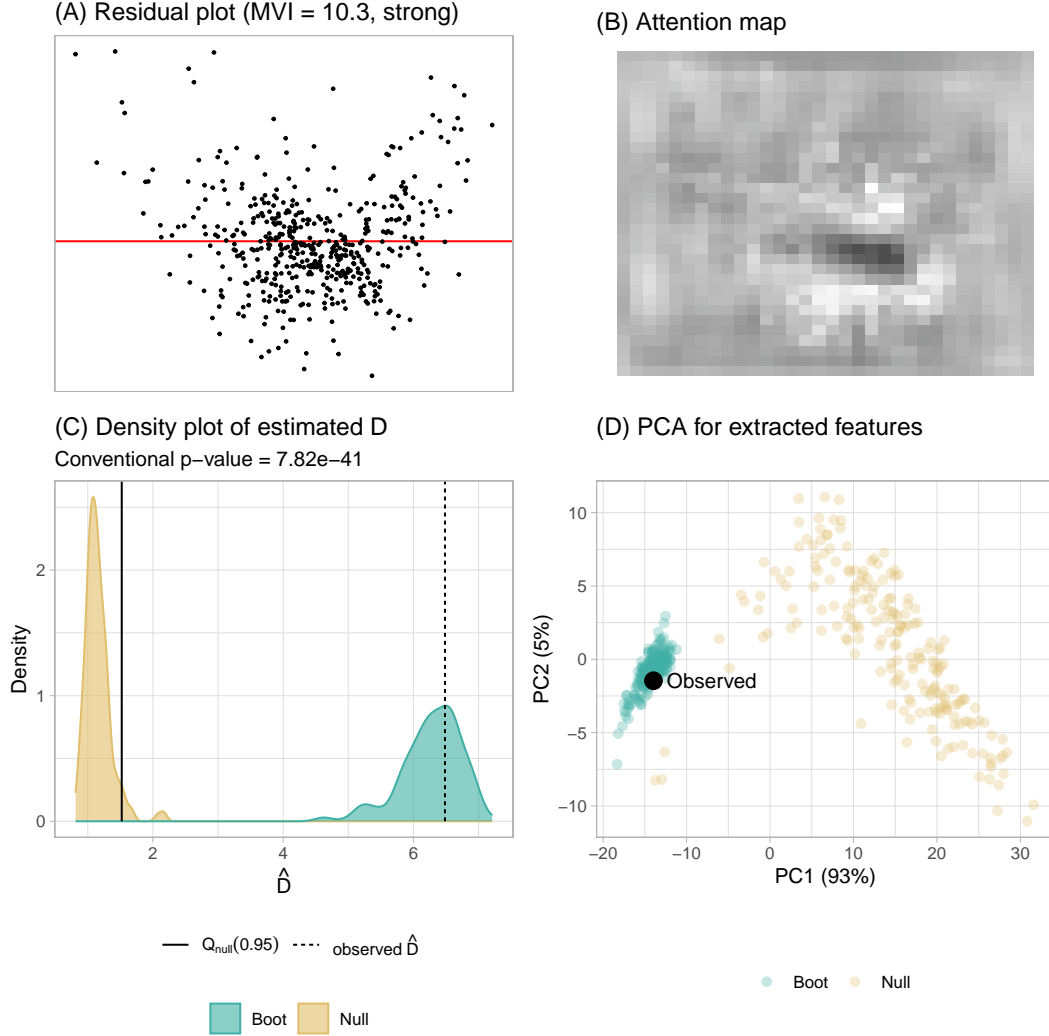 (A) Residual plot (MVI = 10.3, strong)
(B) Attention map
(C) Density plot of estimated D
Conventional p−value = 7.82e−41
2
1
0
Density
2
4
6
D̂
Q_null(0.95)
observed D̂
Boot
Null
(D) PCA for extracted features
10
5
0
−5
−10
PC2 (5%)
Observed
−20
−10
0
10
20
30
PC1 (93%)
Boot
Null